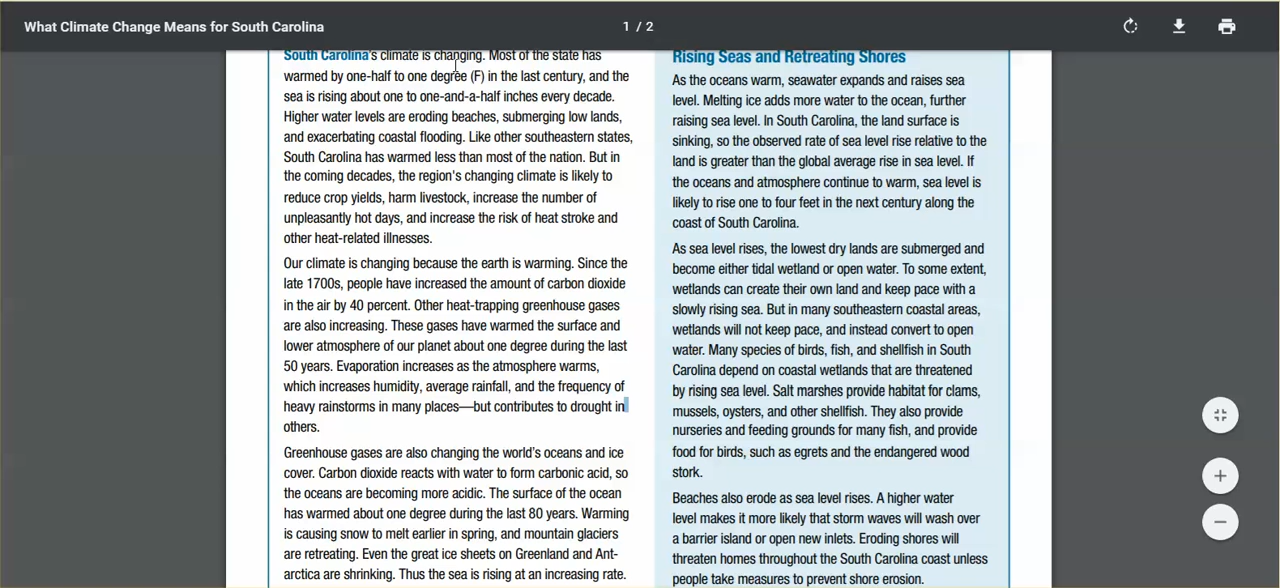 What Climate Change Means for South Carolina
1 / 2
South Carolina's climate is changing. Most of the state has
warmed by one-half to one degree (F) in the last century, and the
sea is rising about one to one-and-a-half inches every decade.
Higher water levels are eroding beaches, submerging low lands,
and exacerbating coastal flooding. Like other southeastern states,
South Carolina has warmed less than most of the nation. But in
the coming decades, the region's changing climate is likely to
reduce crop yields, harm livestock, increase the number of
unpleasantly hot days, and increase the risk of heat stroke and
other heat-related illnesses.
Our climate is changing because the earth is warming. Since the
late 1700s, people have increased the amount of carbon dioxide
in the air by 40 percent. Other heat-trapping greenhouse gases
are also increasing. These gases have warmed the surface and
lower atmosphere of our planet about one degree during the last
50 years. Evaporation increases as the atmosphere warms,
which increases humidity, average rainfall, and the frequency of
heavy rainstorms in many places—but contributes to drought in
others.
Greenhouse gases are also changing the world's oceans and ice
cover. Carbon dioxide reacts with water to form carbonic acid, so
the oceans are becoming more acidic. The surface of the ocean
has warmed about one degree during the last 80 years. Warming
is causing snow to melt earlier in spring, and mountain glaciers
are retreating. Even the great ice sheets on Greenland and Ant-
arctica are shrinking. Thus the sea is rising at an increasing rate.
Rising Seas and Retreating Shores
As the oceans warm, seawater expands and raises sea
level. Melting ice adds more water to the ocean, further
raising sea level. In South Carolina, the land surface is
sinking, so the observed rate of sea level rise relative to the
land is greater than the global average rise in sea level. If
the oceans and atmosphere continue to warm, sea level is
likely to rise one to four feet in the next century along the
coast of South Carolina.
As sea level rises, the lowest dry lands are submerged and
become either tidal wetland or open water. To some extent,
wetlands can create their own land and keep pace with a
slowly rising sea. But in many southeastern coastal areas,
wetlands will not keep pace, and instead convert to open
water. Many species of birds, fish, and shellfish in South
Carolina depend on coastal wetlands that are threatened
by rising sea level. Salt marshes provide habitat for clams,
mussels, oysters, and other shellfish. They also provide
nurseries and feeding grounds for many fish, and provide
food for birds, such as egrets and the endangered wood
stork.
Beaches also erode as sea level rises. A higher water
level makes it more likely that storm waves will wash over
a barrier island or open new inlets. Eroding shores will
threaten homes throughout the South Carolina coast unless
people take measures to prevent shore erosion.